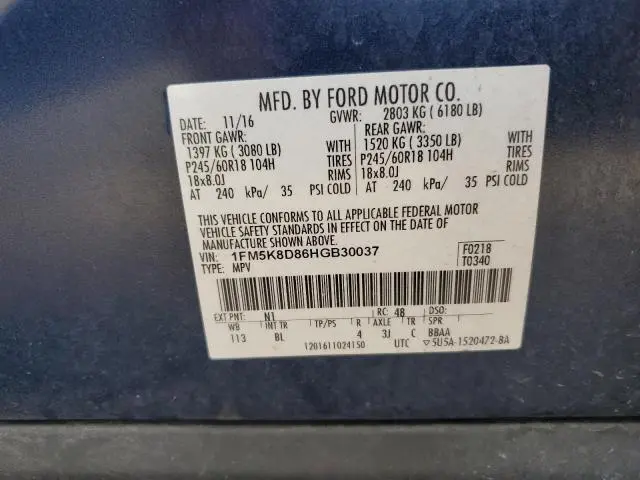 MFD. BY FORD MOTOR CO.
DATE: 11/16 GVWR: 2803 KG ( 6180 LB)
FRONT GAWR: REAR GAWR:
1397 KG ( 3080 LB) WITH 1520 KG ( 3350 LB) WITH
P245/60R18 104H TIRES P245/60R18 104H TIRES
18x8.0J RIMS 18x8.0J RIMS
AT 240 kPa/ 35 PSI COLD AT 240 kPa/ 35 PSI COLD
THIS VEHICLE CONFORMS TO ALL APPLICABLE FEDERAL MOTOR
VEHICLE SAFETY STANDARDS IN EFFECT ON THE DATE OF
MANUFACTURE SHOWN ABOVE.
VIN: 1FM5K8D86HGB30037 F0218
TYPE: MPV T0340
EXT PNT: N1 RC: 48 DSO:
WB INT TR TP/PS R AXLE TR SPR
113 BL 4 3J C BBAA
1201611024150 UTC ▽5U5A-1520472-BA